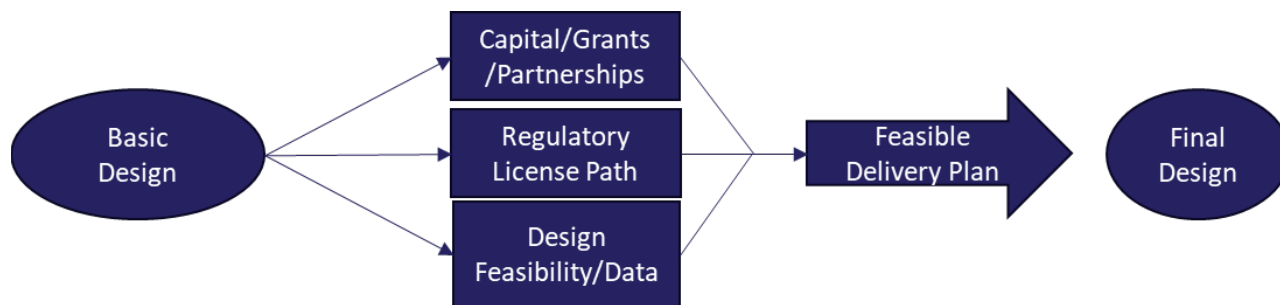 Basic
Design
Capital/Grants
/Partnerships
Regulatory
License Path
Design
Feasibility/Data
Feasible
Delivery Plan
Final
Design